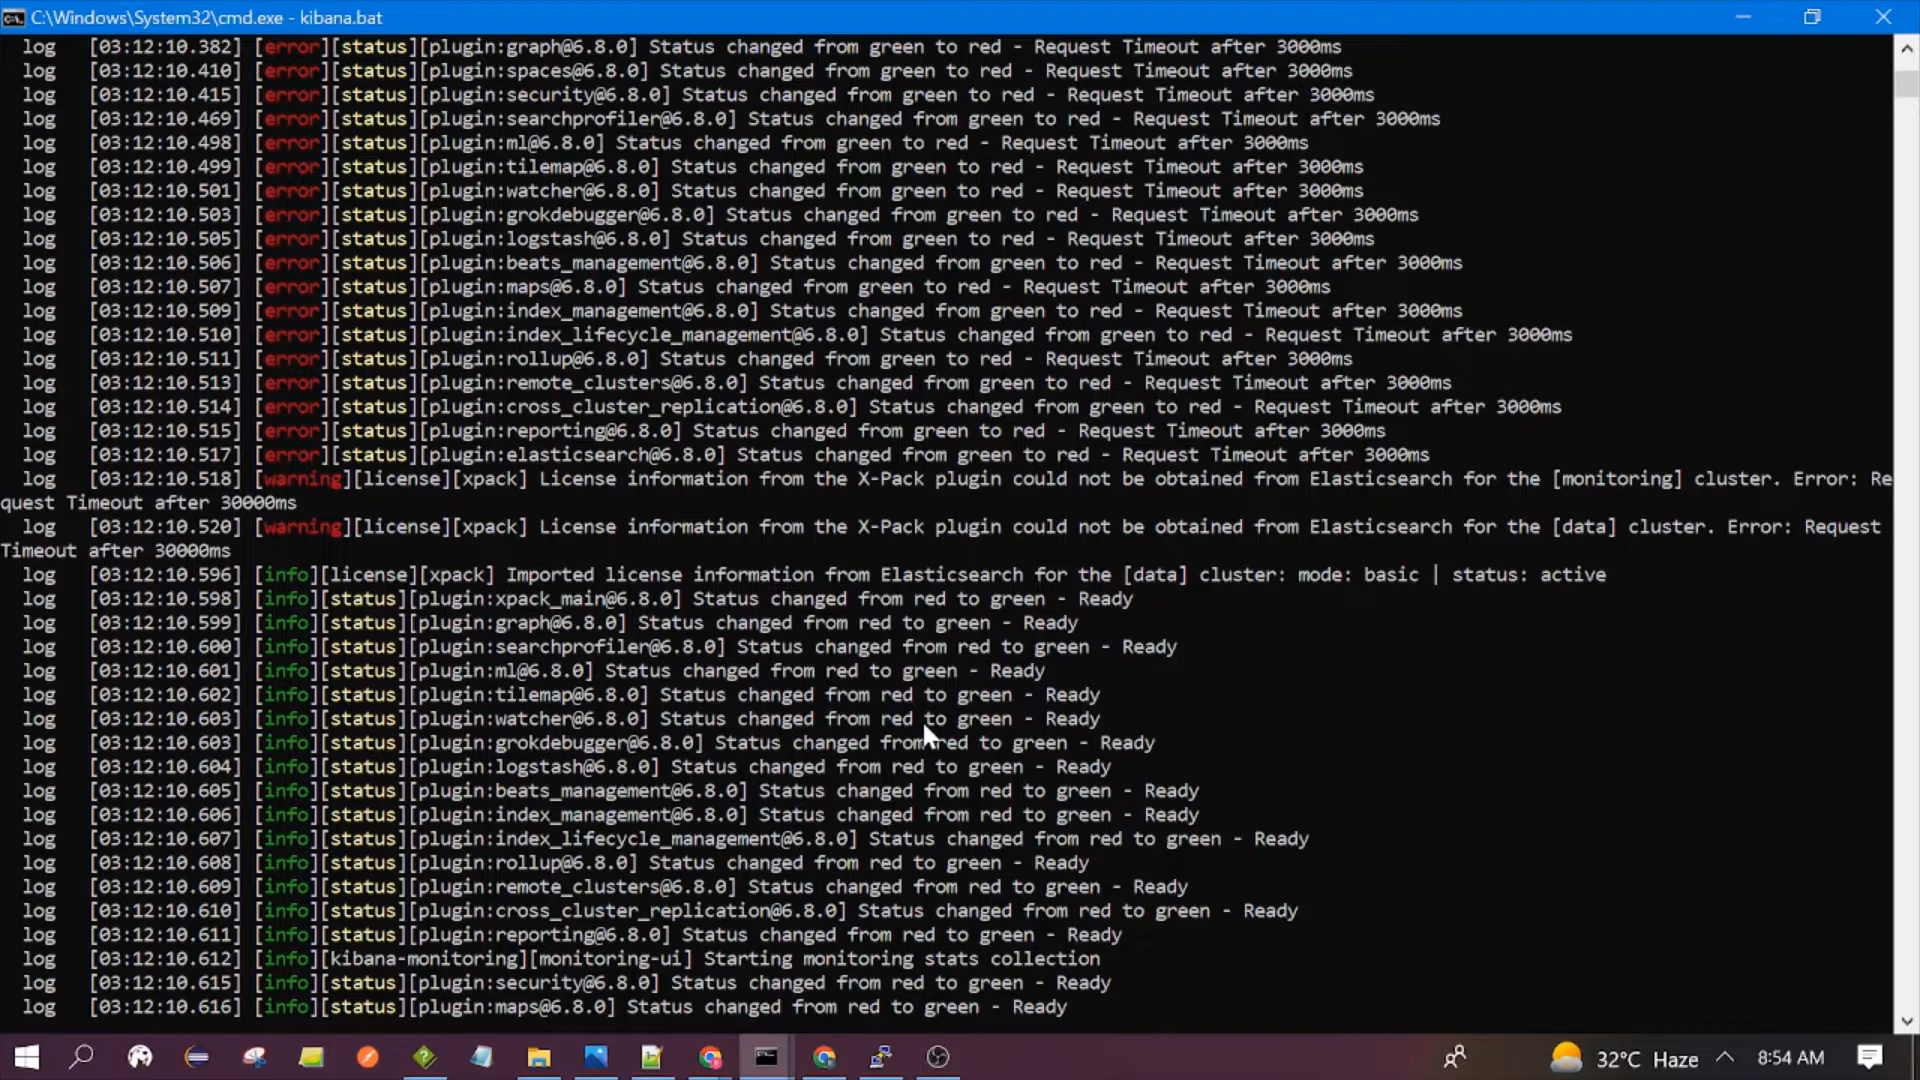 C:\Windows\System32\cmd.exe - kibana.bat
log [03:12:10.382] [error][status][plugin:graph@6.8.0] Status changed from green to red - Request Timeout after 3000ms
log [03:12:10.410] [error][status][plugin:spaces@6.8.0] Status changed from green to red - Request Timeout after 3000ms
log [03:12:10.415] [error][status][plugin:security@6.8.0] Status changed from green to red - Request Timeout after 3000ms
log [03:12:10.469] [error][status][plugin:searchprofiler@6.8.0] Status changed from green to red - Request Timeout after 3000ms
log [03:12:10.498] [error][status][plugin:ml@6.8.0] Status changed from green to red - Request Timeout after 3000ms
log [03:12:10.499] [error][status][plugin:tilemap@6.8.0] Status changed from green to red - Request Timeout after 3000ms
log [03:12:10.501] [error][status][plugin:watcher@6.8.0] Status changed from green to red - Request Timeout after 3000ms
log [03:12:10.503] [error][status][plugin:grokdebugger@6.8.0] Status changed from green to red - Request Timeout after 3000ms
log [03:12:10.505] [error][status][plugin:logstash@6.8.0] Status changed from green to red - Request Timeout after 3000ms
log [03:12:10.506] [error][status][plugin:beats_management@6.8.0] Status changed from green to red - Request Timeout after 3000ms
log [03:12:10.507] [error][status][plugin:maps@6.8.0] Status changed from green to red - Request Timeout after 3000ms
log [03:12:10.509] [error][status][plugin:index_management@6.8.0] Status changed from green to red - Request Timeout after 3000ms
log [03:12:10.510] [error][status][plugin:index_lifecycle_management@6.8.0] Status changed from green to red - Request Timeout after 3000ms
log [03:12:10.511] [error][status][plugin:rollup@6.8.0] Status changed from green to red - Request Timeout after 3000ms
log [03:12:10.513] [error][status][plugin:remote_clusters@6.8.0] Status changed from green to red - Request Timeout after 3000ms
log [03:12:10.514] [error][status][plugin:cross_cluster_replication@6.8.0] Status changed from green to red - Request Timeout after 3000ms
log [03:12:10.515] [error][status][plugin:reporting@6.8.0] Status changed from green to red - Request Timeout after 3000ms
log [03:12:10.517] [error][status][plugin:elasticsearch@6.8.0] Status changed from green to red - Request Timeout after 3000ms
log [03:12:10.518] [warning][license][xpack] License information from the X-Pack plugin could not be obtained from Elasticsearch for the [monitoring] cluster. Error: Re
quest Timeout after 30000ms
log [03:12:10.520] [warning][license][xpack] License information from the X-Pack plugin could not be obtained from Elasticsearch for the [data] cluster. Error: Request
Timeout after 30000ms
log [03:12:10.596] [info][license][xpack] Imported license information from Elasticsearch for the [data] cluster: mode: basic | status: active
log [03:12:10.598] [info][status][plugin:xpack_main@6.8.0] Status changed from red to green - Ready
log [03:12:10.599] [info][status][plugin:graph@6.8.0] Status changed from red to green - Ready
log [03:12:10.600] [info][status][plugin:searchprofiler@6.8.0] Status changed from red to green - Ready
log [03:12:10.601] [info][status][plugin:ml@6.8.0] Status changed from red to green - Ready
log [03:12:10.602] [info][status][plugin:tilemap@6.8.0] Status changed from red to green - Ready
log [03:12:10.603] [info][status][plugin:watcher@6.8.0] Status changed from red to green - Ready
log [03:12:10.603] [info][status][plugin:grokdebugger@6.8.0] Status changed from red to green - Ready
log [03:12:10.604] [info][status][plugin:logstash@6.8.0] Status changed from red to green - Ready
log [03:12:10.605] [info][status][plugin:beats_management@6.8.0] Status changed from red to green - Ready
log [03:12:10.606] [info][status][plugin:index_management@6.8.0] Status changed from red to green - Ready
log [03:12:10.607] [info][status][plugin:index_lifecycle_management@6.8.0] Status changed from red to green - Ready
log [03:12:10.608] [info][status][plugin:rollup@6.8.0] Status changed from red to green - Ready
log [03:12:10.609] [info][status][plugin:remote_clusters@6.8.0] Status changed from red to green - Ready
log [03:12:10.610] [info][status][plugin:cross_cluster_replication@6.8.0] Status changed from red to green - Ready
log [03:12:10.611] [info][status][plugin:reporting@6.8.0] Status changed from red to green - Ready
log [03:12:10.612] [info][kibana-monitoring][monitoring-ui] Starting monitoring stats collection
log [03:12:10.615] [info][status][plugin:security@6.8.0] Status changed from red to green - Ready
log [03:12:10.616] [info][status][plugin:maps@6.8.0] Status changed from red to green - Ready
32°C Haze 8:54 AM